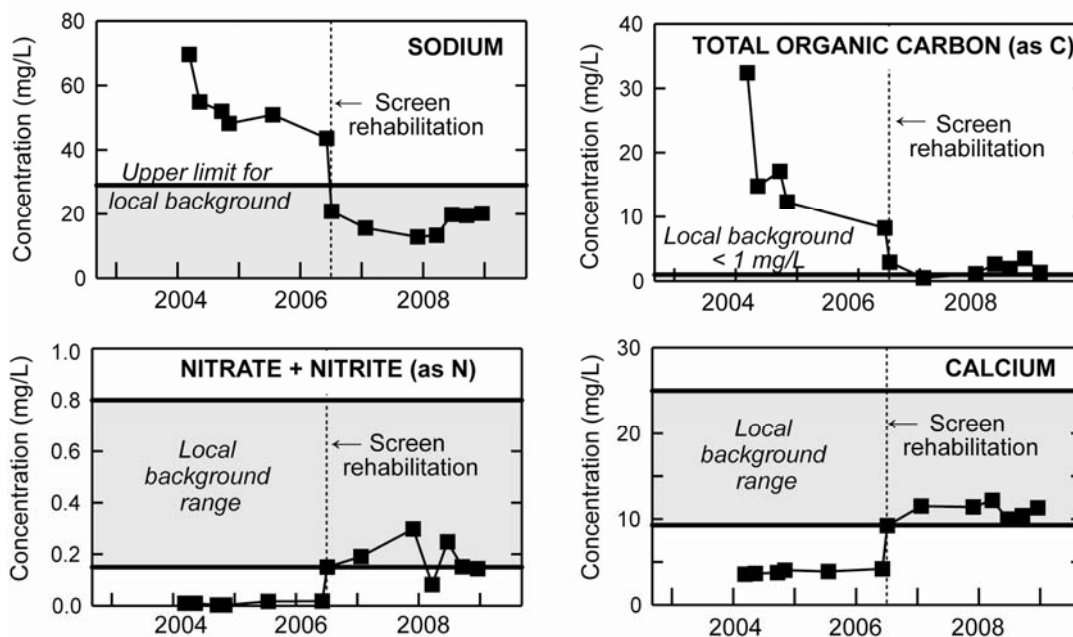 SODIUM
Concentration (mg/L)
80
60
40
20
0
← Screen
rehabilitation
Upper limit for
local background
2004
2006
2008
TOTAL ORGANIC CARBON (as C)
Concentration (mg/L)
40
30
20
10
0
← Screen
rehabilitation
Local background
< 1 mg/L
2004
2006
2008
NITRATE + NITRITE (as N)
Concentration (mg/L)
1.0
0.8
0.6
0.4
0.2
0.0
← Screen
rehabilitation
Local
background
range
2004
2006
2008
CALCIUM
Concentration (mg/L)
30
20
10
0
← Screen
rehabilitation
Local
background
range
2004
2006
2008